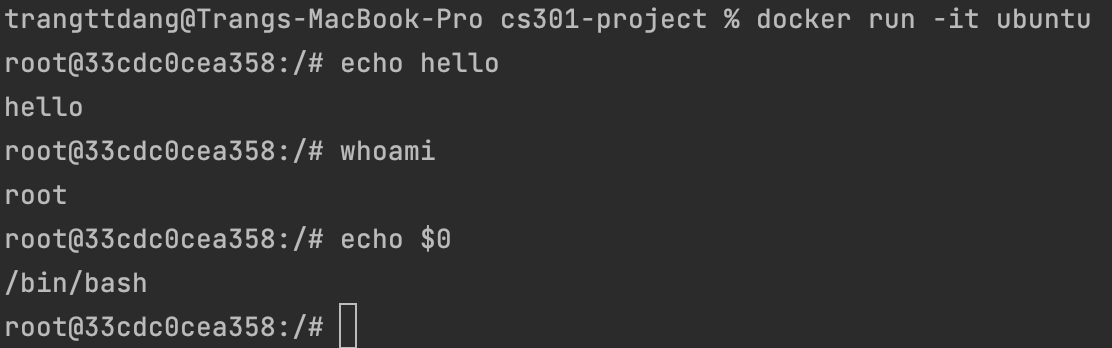 trangttdang@Trangs-MacBook-Pro cs301-project % docker run -it ubuntu
root@33cdc0cea358:/# echo hello
hello
root@33cdc0cea358:/# whoami
root
root@33cdc0cea358:/# echo $0
/bin/bash
root@33cdc0cea358:/#